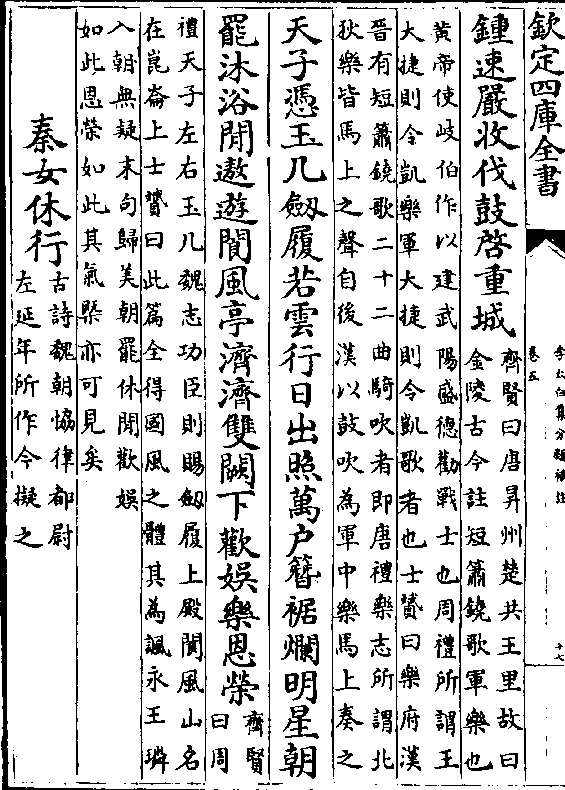 欽定四庫全書
李太白集分類補註
卷五
十七
鍾速嚴妝伐鼓啓重城
齊賢曰唐昇州楚共王里故曰
金陵古今註短簫鐃歌軍樂也
黄帝使岐伯作以建武陽盛德勸戰士也周禮所謂王
大捷則令凱樂軍大捷則令凱歌者也士贇曰樂府漢
晉有短簫鐃歌二十二曲騎吹者即唐禮樂志所謂北
狄樂皆馬上之聲自後漢以鼓吹為軍中樂馬上奏之
天子憑玉几劒履若雲行日出照萬户簪裾爛明星朝
罷沐浴閒遨遊閬風亭濟濟雙闕下歡娛樂恩榮
齊賢
曰周
禮天子左右玉几魏志功臣則賜劒履上殿閬風山名
在崑崙上士贇曰此篇全得國風之體其為諷永王璘
入朝無疑末句歸美朝罷休閒歡娛
如此恩榮如此其氣槩亦可見矣
秦女休行
古詩魏朝恊律都尉
左延年所作今擬之